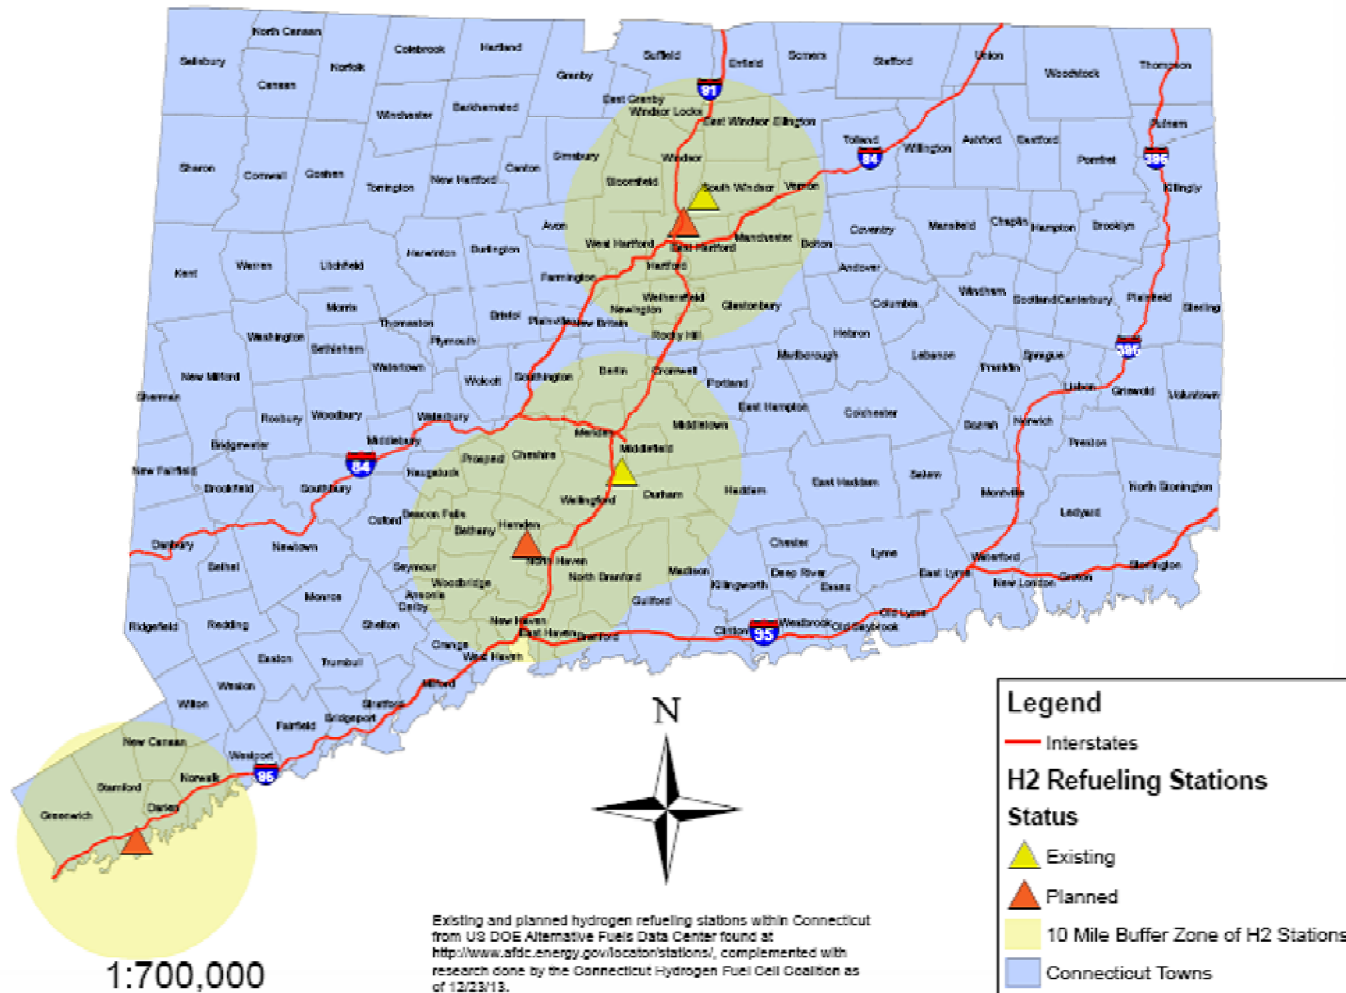 North Canaan
Colebrook
Hartland
Suffield
Enfield
Somers
Stafford
Union
Woodstock
Thompson
Salisbury
Norfolk
Granby
Canaan
91
East Granby
Windsor Locks
Winchester
Barkhamsted
East Windsor
Ellington
Putnam
Tolland
Willington
Ashford
Eastford
Sharon
Cornwall
Goshen
Torrington
New Hartford
Canton
Simsbury
Windsor
84
Pomfret
395
Killingly
Bloomfield
South Windsor
Vernon
Avon
Harwinton
Burlington
West Hartford
East Hartford
Manchester
Bolton
Coventry
Mansfield
Chaplin
Hampton
Brooklyn
Kent
Warren
Litchfield
Farmington
Hartford
Andover
Morris
Wethersfield
Newington
Glastonbury
Columbia
Windham
Scotland
Canterbury
Plainfield
Sterling
Washington
Thomaston
Bristol
Plainville
New Britain
Rocky Hill
Hebron
Bethlehem
Plymouth
Marlborough
Lebanon
Franklin
Sprague
395
Watertown
Wolcott
Southington
Berlin
Cromwell
Portland
New Milford
Sherman
Lisbon
Griswold
Voluntown
Roxbury
Woodbury
Waterbury
East Hampton
Colchester
Bozrah
Norwich
Bridgewater
Middlebury
Meriden
Middletown
Middlefield
Preston
New Fairfield
84
Prospect
Cheshire
Naugatuck
Brookfield
Southbury
Wallingford
Durham
Haddam
East Haddam
Salem
Montville
North Stonington
Oxford
Beacon Falls
Bethany
Hamden
Ledyard
Danbury
Newtown
North Haven
Chester
Lyme
Waterford
Bethel
Seymour
Woodbridge
North Branford
Madison
Killingworth
Deep River
Essex
East Lyme
New London
Groton
Stonington
Ansonia
Derby
Monroe
Guilford
Ridgefield
Redding
Shelton
New Haven
East Haven
Branford
Clinton
95
Westbrook
Old Saybrook
Old Lyme
Easton
Trumbull
Orange
West Haven
Weston
Milford
Wilton
Stratford
Fairfield
Bridgeport
New Canaan
Westport
95
Stamford
Norwalk
Greenwich
Darien
N
Legend
Interstates
H2 Refueling Stations
Status
Existing
Planned
10 Mile Buffer Zone of H2 Stations
Connecticut Towns
Existing and planned hydrogen refueling stations within Connecticut
from US DOE Alternative Fuels Data Center found at
http://www.afdc.energy.gov/locator/stations/, complemented with
research done by the Connecticut Hydrogen Fuel Cell Coalition as
of 12/23/13.
1:700,000